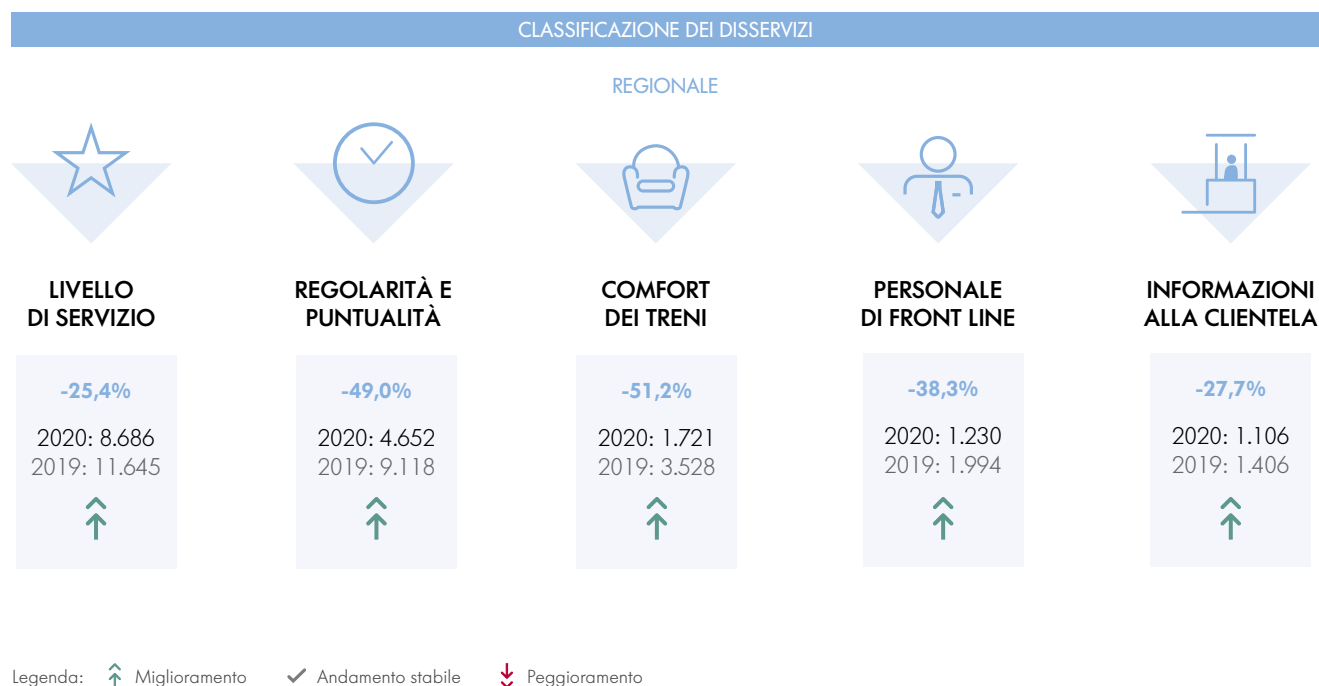 CLASSIFICAZIONE DEI DISSERVIZI
REGIONALE
LIVELLO
DI SERVIZIO
-25,4%
2020: 8.686
2019: 11.645
REGOLARITÀ E
PUNTUALITÀ
-49,0%
2020: 4.652
2019: 9.118
COMFORT
DEI TRENI
-51,2%
2020: 1.721
2019: 3.528
PERSONALE
DI FRONT LINE
-38,3%
2020: 1.230
2019: 1.994
INFORMAZIONI
ALLA CLIENTELA
-27,7%
2020: 1.106
2019: 1.406
Legenda: Miglioramento Andamento stabile Peggioramento